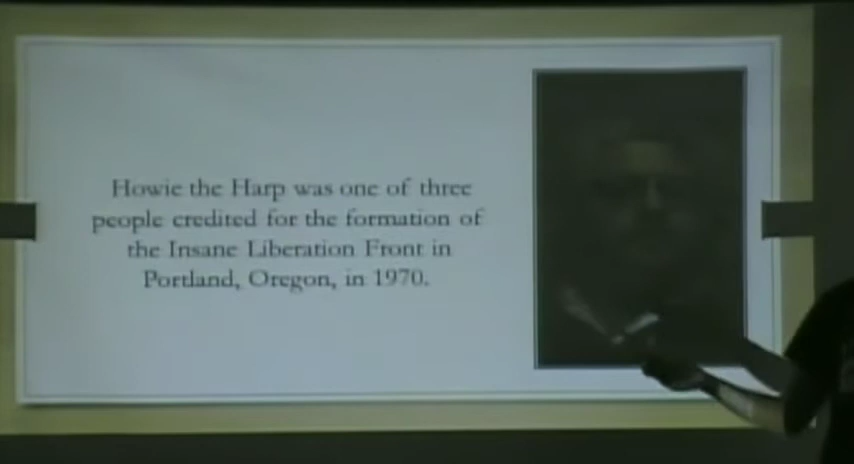 Howie the Harp was one of three
people credited for the formation of
the Insane Liberation Front in
Portland, Oregon, in 1970.